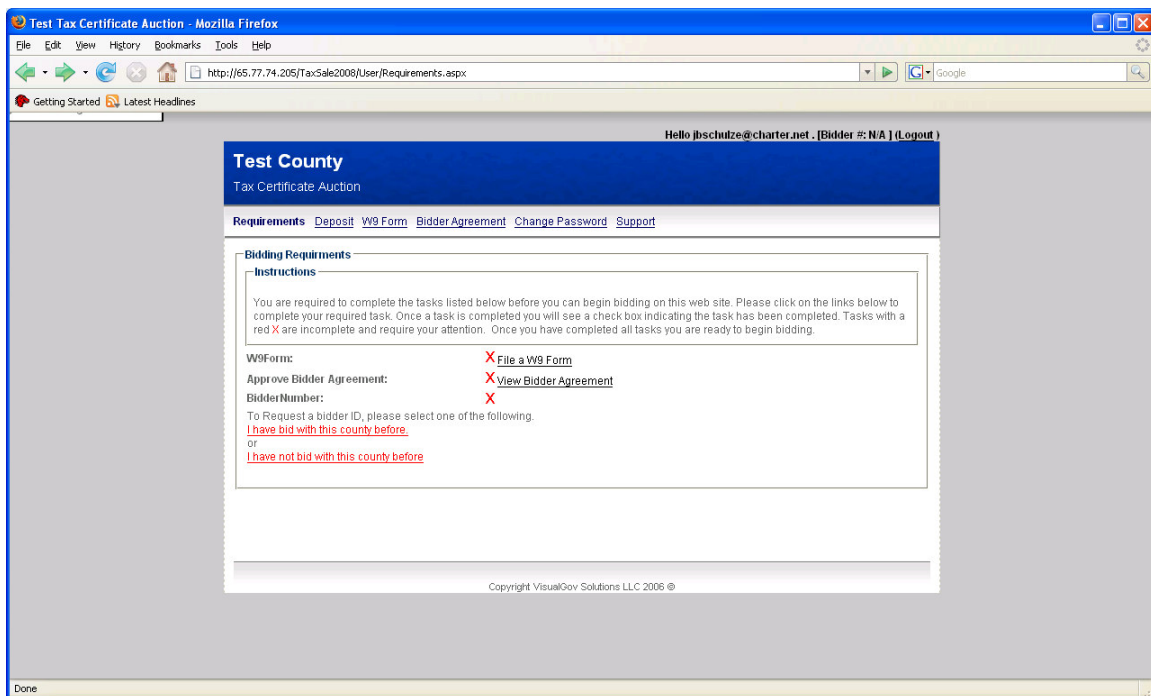 Test Tax Certificate Auction - Mozilla Firefox
File Edit View History Bookmarks Tools Help
http://65.77.74.205/TaxSale2008/User/Requirements.aspx
G Google
Getting Started Latest Headlines
Hello jbschulze@charter.net . [Bidder #: N/A ] (Logout )
Test County
Tax Certificate Auction
Requirements Deposit W9 Form Bidder Agreement Change Password Support
Bidding Requirments
Instructions
You are required to complete the tasks listed below before you can begin bidding on this web site. Please click on the links below to
complete your required task. Once a task is completed you will see a check box indicating the task has been completed. Tasks with a
red X are incomplete and require your attention. Once you have completed all tasks you are ready to begin bidding.
W9Form: X File a W9 Form
Approve Bidder Agreement: X View Bidder Agreement
BidderNumber: X
To Request a bidder ID, please select one of the following.
I have bid with this county before.
or
I have not bid with this county before
Copyright VisualGov Solutions LLC 2006 @
Done